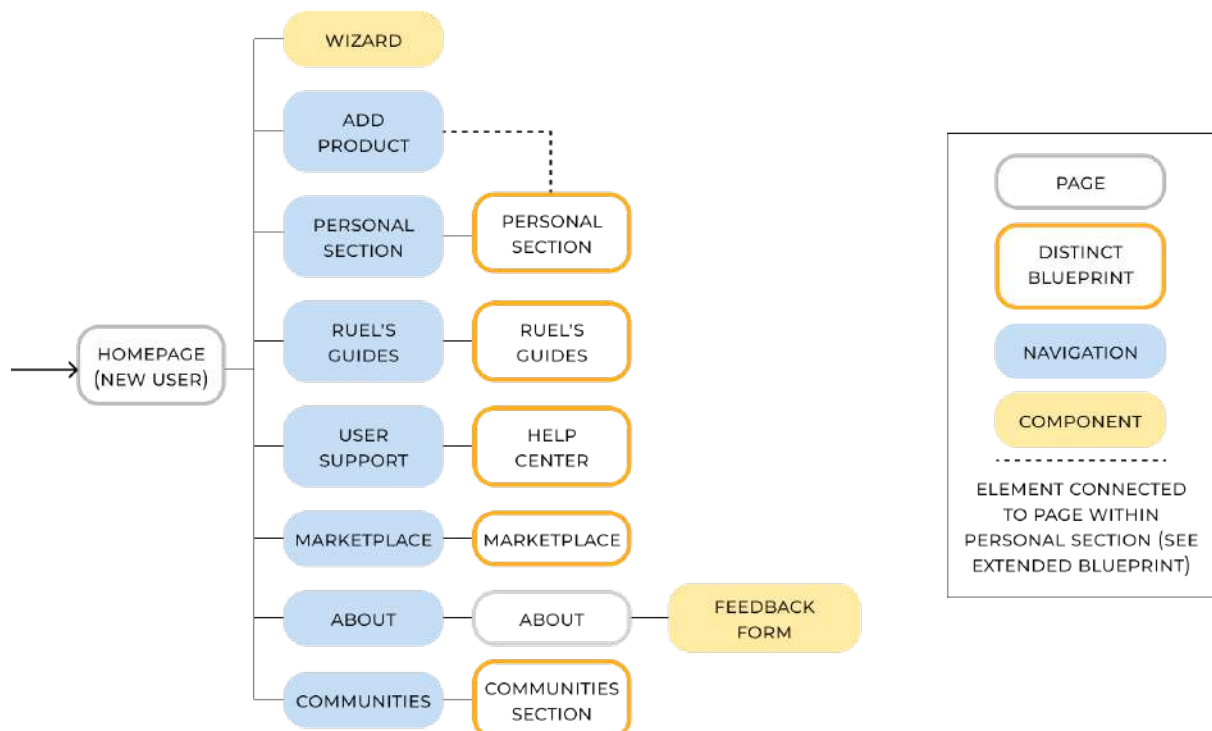 WIZARD
ADD
PRODUCT
PERSONAL
SECTION
PERSONAL
SECTION
RUEL'S
GUIDES
RUEL'S
GUIDES
HOMEPAGE
(NEW USER)
USER
SUPPORT
HELP
CENTER
MARKETPLACE
MARKETPLACE
ABOUT
ABOUT
FEEDBACK
FORM
COMMUNITIES
COMMUNITIES
SECTION
PAGE
DISTINCT
BLUEPRINT
NAVIGATION
COMPONENT
ELEMENT CONNECTED
TO PAGE WITHIN
PERSONAL SECTION (SEE
EXTENDED BLUEPRINT)